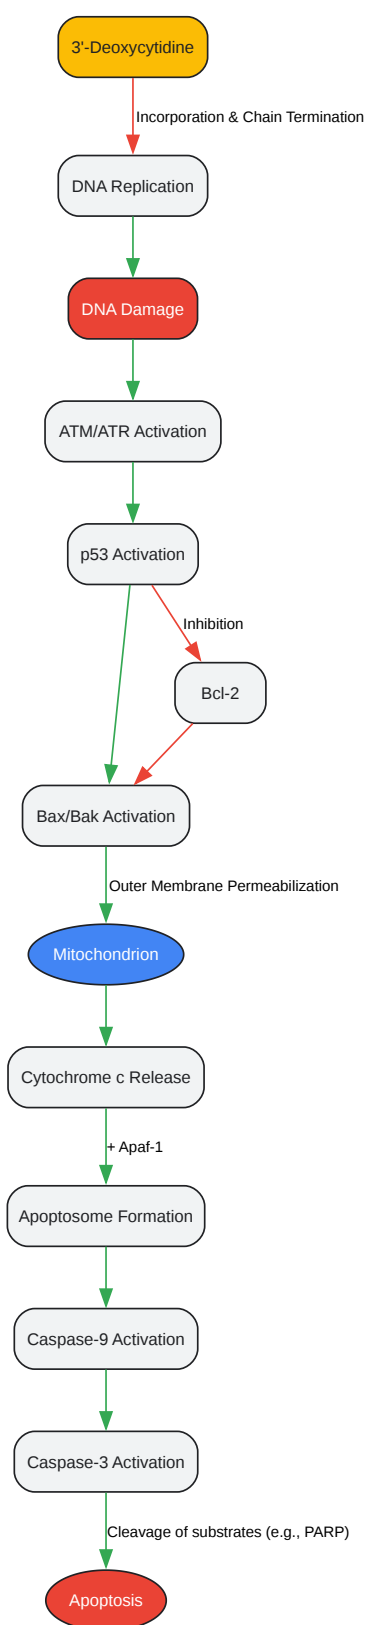 3'-Deoxycytidine
Incorporation & Chain Termination
DNA Replication
DNA Damage
ATM/ATR Activation
p53 Activation
Inhibition
Bcl-2
Bax/Bak Activation
Outer Membrane Permeabilization
Mitochondrion
Cytochrome c Release
+ Apaf-1
Apoptosome Formation
Caspase-9 Activation
Caspase-3 Activation
Cleavage of substrates (e.g., PARP)
Apoptosis